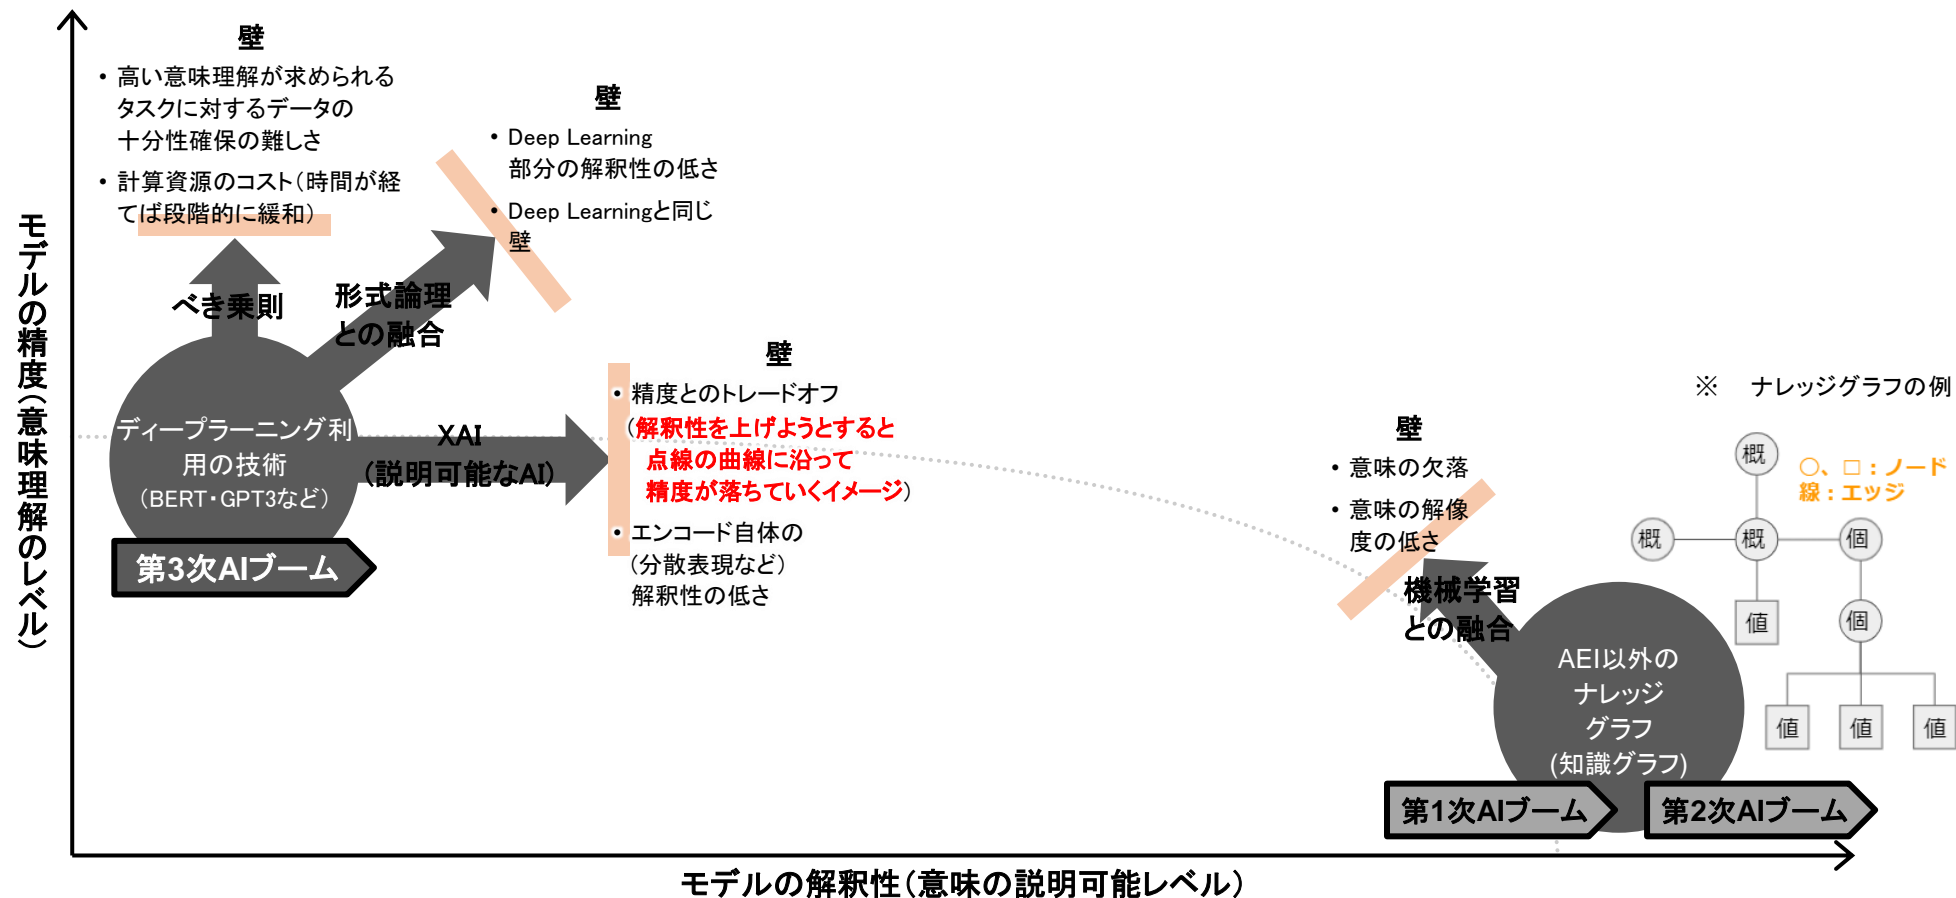 壁
・高い意味理解が求められる
タスクに対するデータの
十分性確保の難しさ
・計算資源のコスト（時間が経
てば段階的に緩和）
壁
・Deep Learning
部分の解釈性の低さ
・Deep Learningと同じ
壁
モデルの精度（意味理解のレベル）
べき乗則
形式論理
との融合
ディープラーニング利
用の技術
（BERT・GPT3など）
第3次AIブーム
XAI
（説明可能なAI）
壁
・精度とのトレードオフ
（解釈性を上げようとすると
点線の曲線に沿って
精度が落ちていくイメージ）
・エンコード自体の
（分散表現など）
解釈性の低さ
壁
・意味の欠落
・意味の解像
度の低さ
機械学習
との融合
AEI以外の
ナレッジ
グラフ
(知識グラフ)
第1次AIブーム
第2次AIブーム
※　ナレッジグラフの例
○、□：ノード
線：エッジ
概
概 概 個
値 個
値 値 値
モデルの解釈性（意味の説明可能レベル）